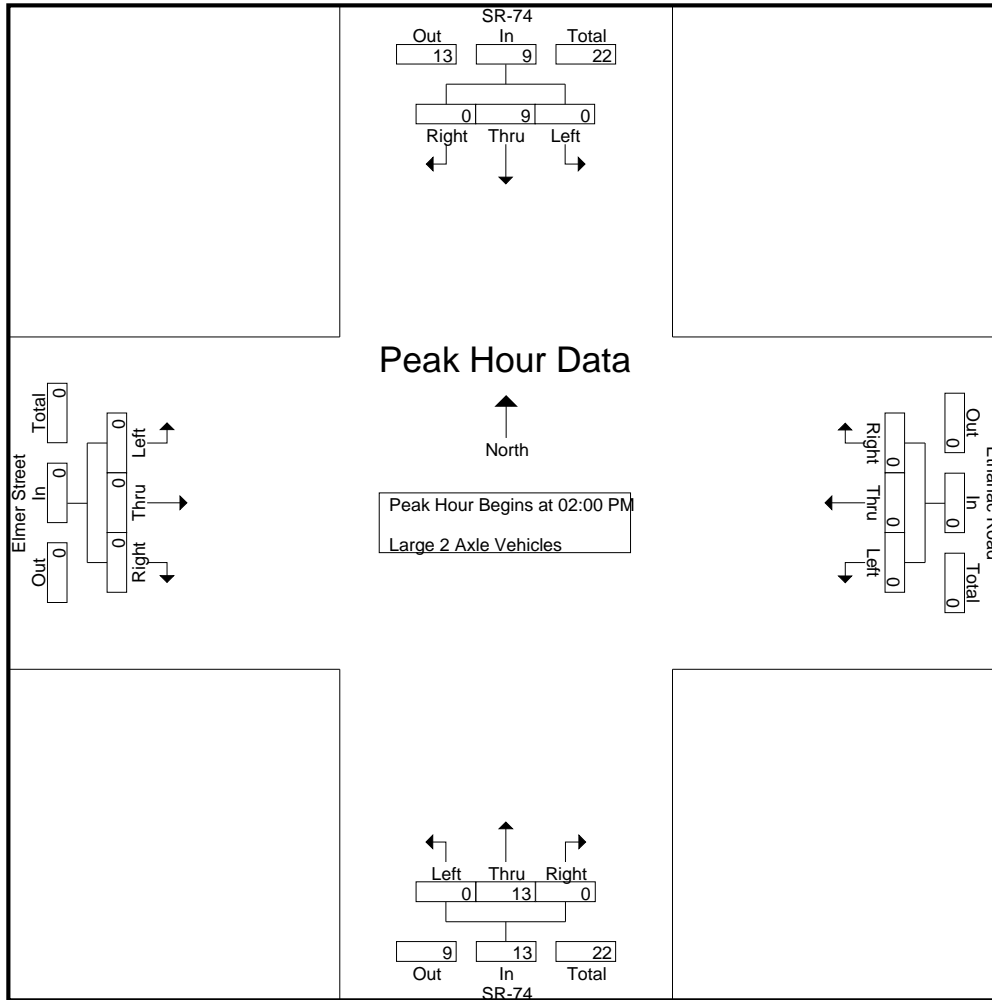 SR-74
Out In Total
13 9 22
0 9 0
Right Thru Left
Peak Hour Data
North
Peak Hour Begins at 02:00 PM
Large 2 Axle Vehicles
Elmer Street
Total In Out
0 0 0
0 0 0
Left Thru Right
Road
Out In Total
0 0 0
0 0 0
Right Thru Left
Left Thru Right
0 13 0
9 13 22
Out In Total
SR-74